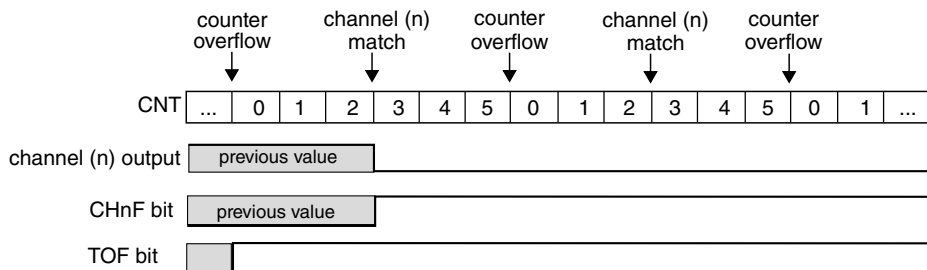 counter
overflow
channel (n)
match
counter
overflow
channel (n)
match
counter
overflow
CNT ... 0 1 2 3 4 5 0 1 2 3 4 5 0 1 ...
channel (n) output previous value
CHnF bit previous value
TOF bit